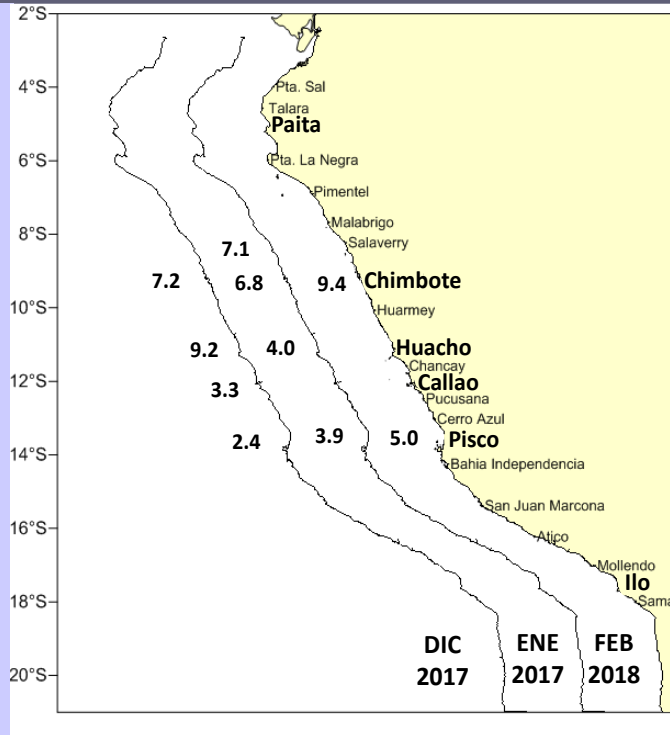 2°S
4°S
Pta. Sal
Talara
Paita
6°S
Pta. La Negra
Pimentel
Malabrigo
8°S
Salaverry
7.1
7.2
6.8
9.4
Chimbote
10°S
Huarmey
9.2
4.0
Huacho
Chancay
12°S
3.3
Callao
Pucusana
Cerro Azul
2.4
3.9
5.0
Pisco
14°S
Bahia Independencia
San Juan Marcona
16°S
Atico
Mollendo
Ilo
18°S
Sama
DIC
2017
ENE
2017
FEB
2018
20°S